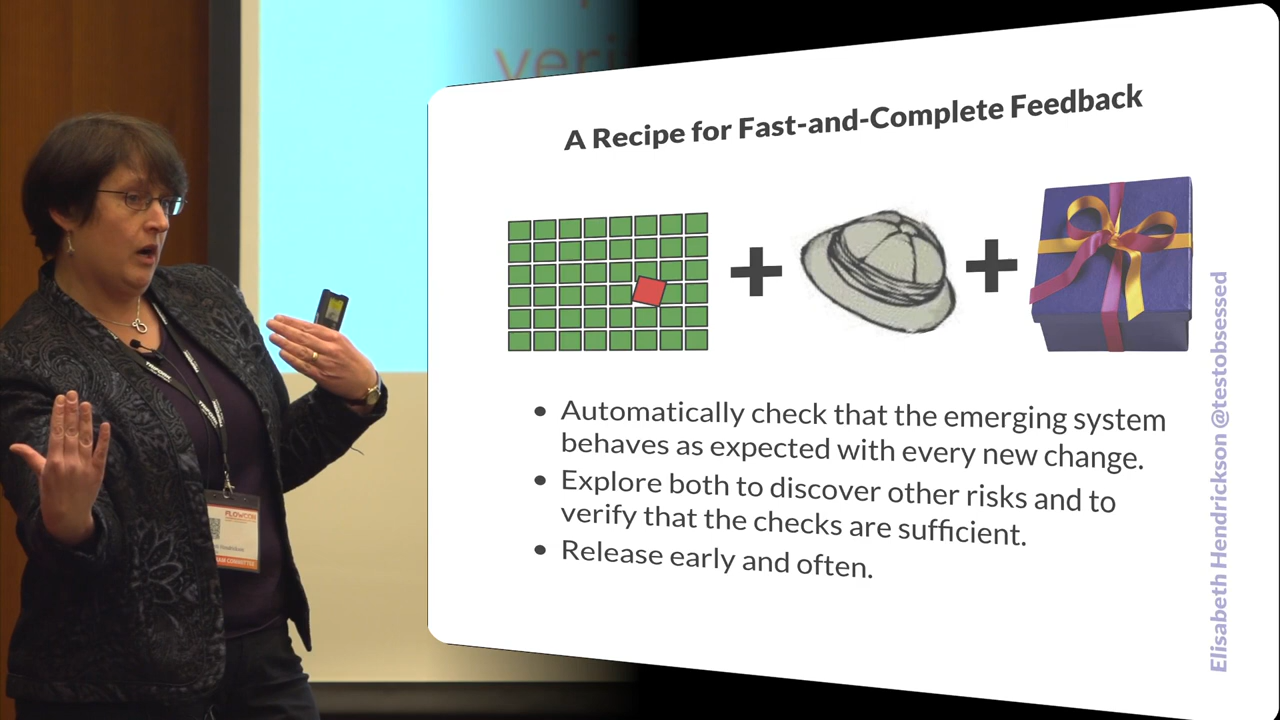 veri
A Recipe for Fast-and-Complete Feedback
Automatically check that the emerging system
behaves as expected with every new change.
Explore both to discover other risks and to
verify that the checks are sufficient.
Release early and often.
Elisabeth Hendrickson @testobsessed
FLOWCON